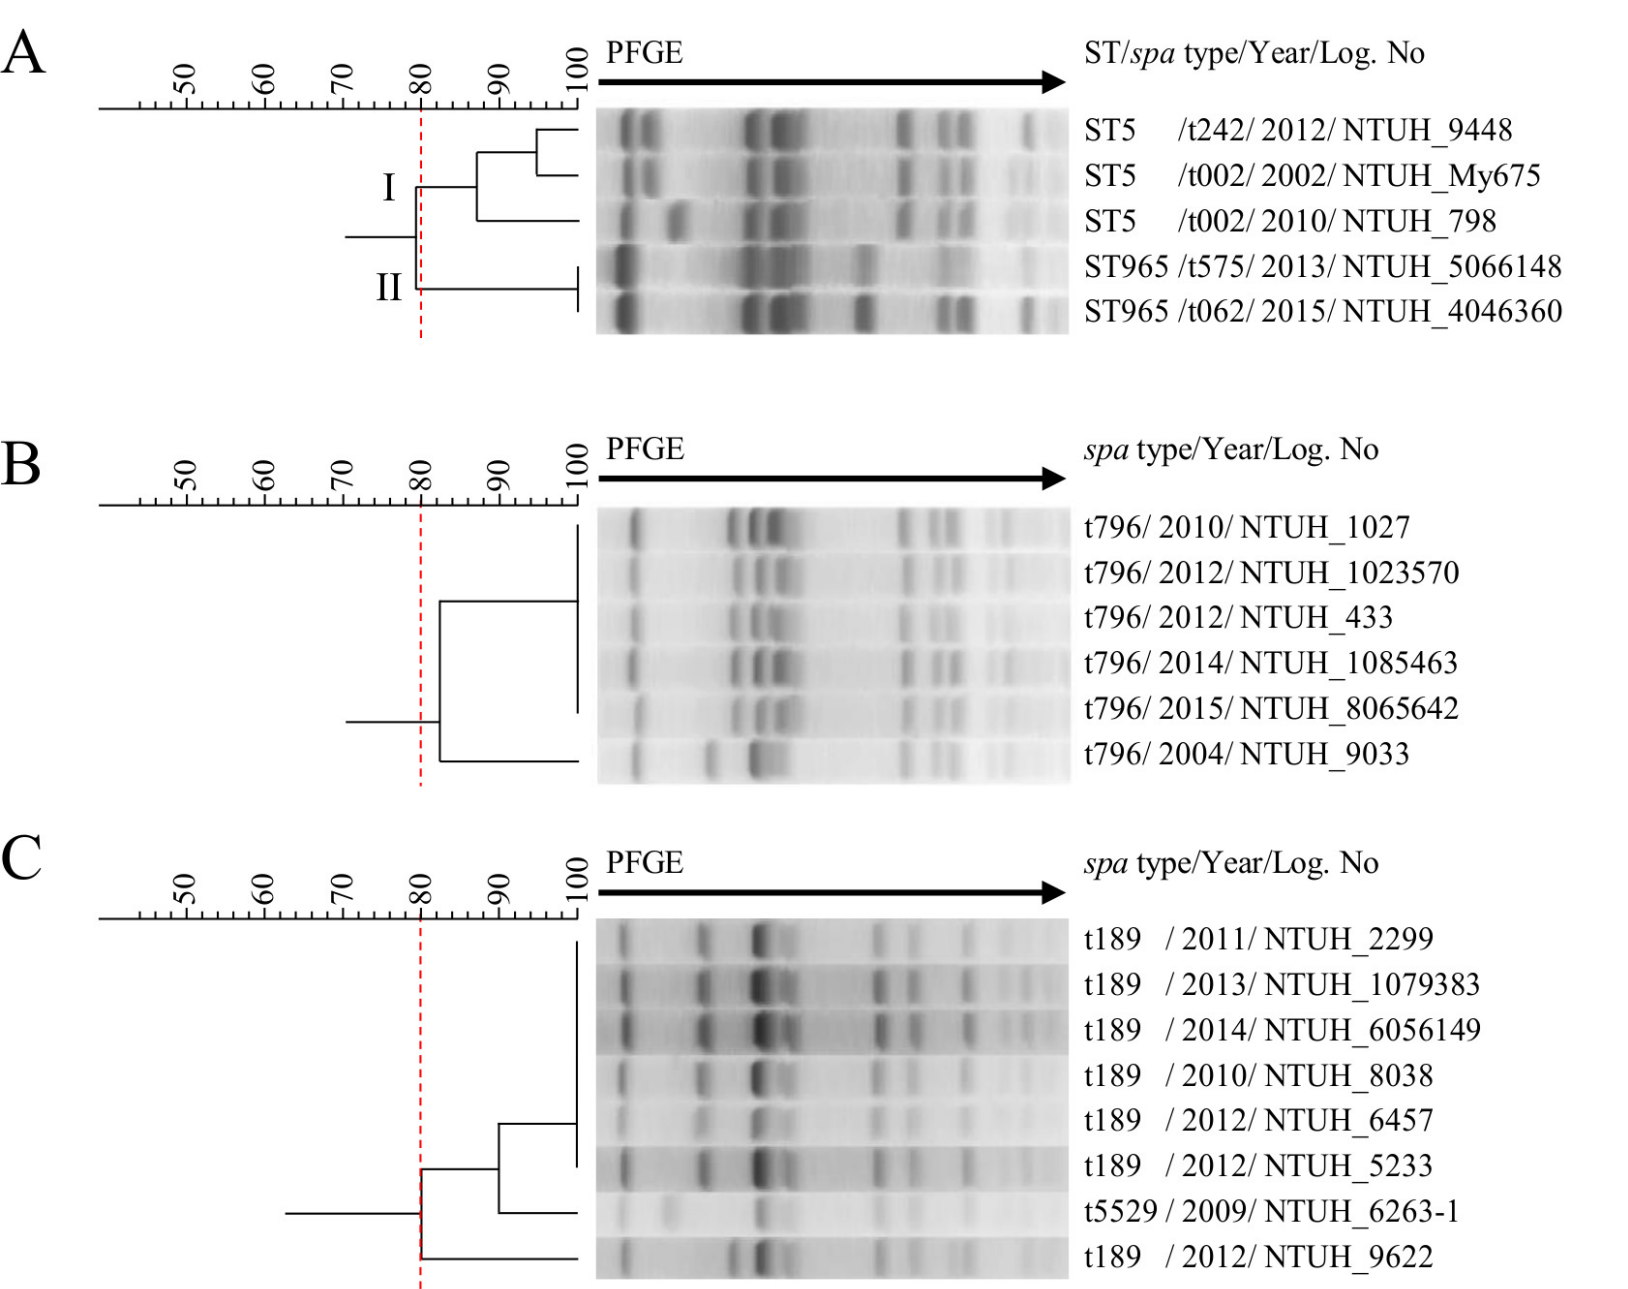 A
50 60 70 80 90 100
PFGE
ST/spa type/Year/Log. No
ST5 /t242/ 2012/ NTUH_9448
ST5 /t002/ 2002/ NTUH_My675
I
ST5 /t002/ 2010/ NTUH_798
ST965 /t575/ 2013/ NTUH_5066148
II
ST965 /t062/ 2015/ NTUH_4046360
B
50 60 70 80 90 100
PFGE
spa type/Year/Log. No
t796/ 2010/ NTUH_1027
t796/ 2012/ NTUH_1023570
t796/ 2012/ NTUH_433
t796/ 2014/ NTUH_1085463
t796/ 2015/ NTUH_8065642
t796/ 2004/ NTUH_9033
C
50 60 70 80 90 100
PFGE
spa type/Year/Log. No
t189 / 2011/ NTUH_2299
t189 / 2013/ NTUH_1079383
t189 / 2014/ NTUH_6056149
t189 / 2010/ NTUH_8038
t189 / 2012/ NTUH_6457
t189 / 2012/ NTUH_5233
t5529 / 2009/ NTUH_6263-1
t189 / 2012/ NTUH_9622